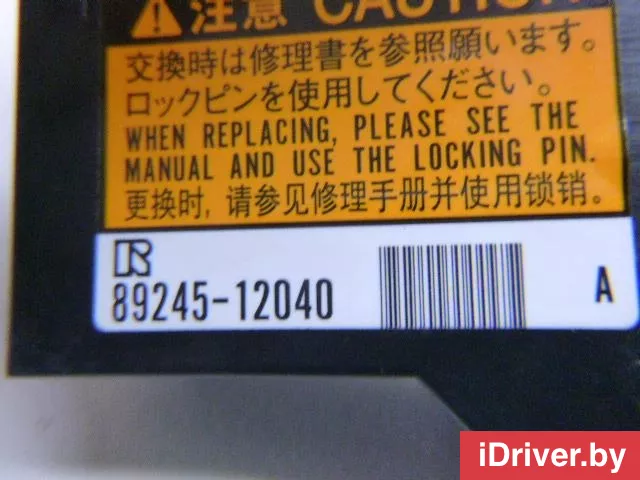 注意 CAUTION
交換時は修理書を参照願います。
ロックピンを使用してください。
WHEN REPLACING, PLEASE SEE THE
MANUAL AND USE THE LOCKING PIN.
更换时, 请参见修理手册并使用锁销。
R
89245-12040
A
iDriver.by